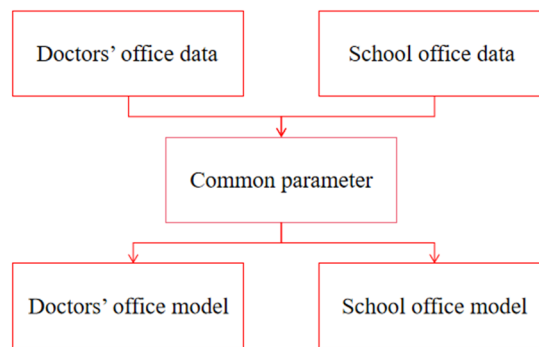 Doctors’ office data
School office data
Common parameter
Doctors’ office model
School office model